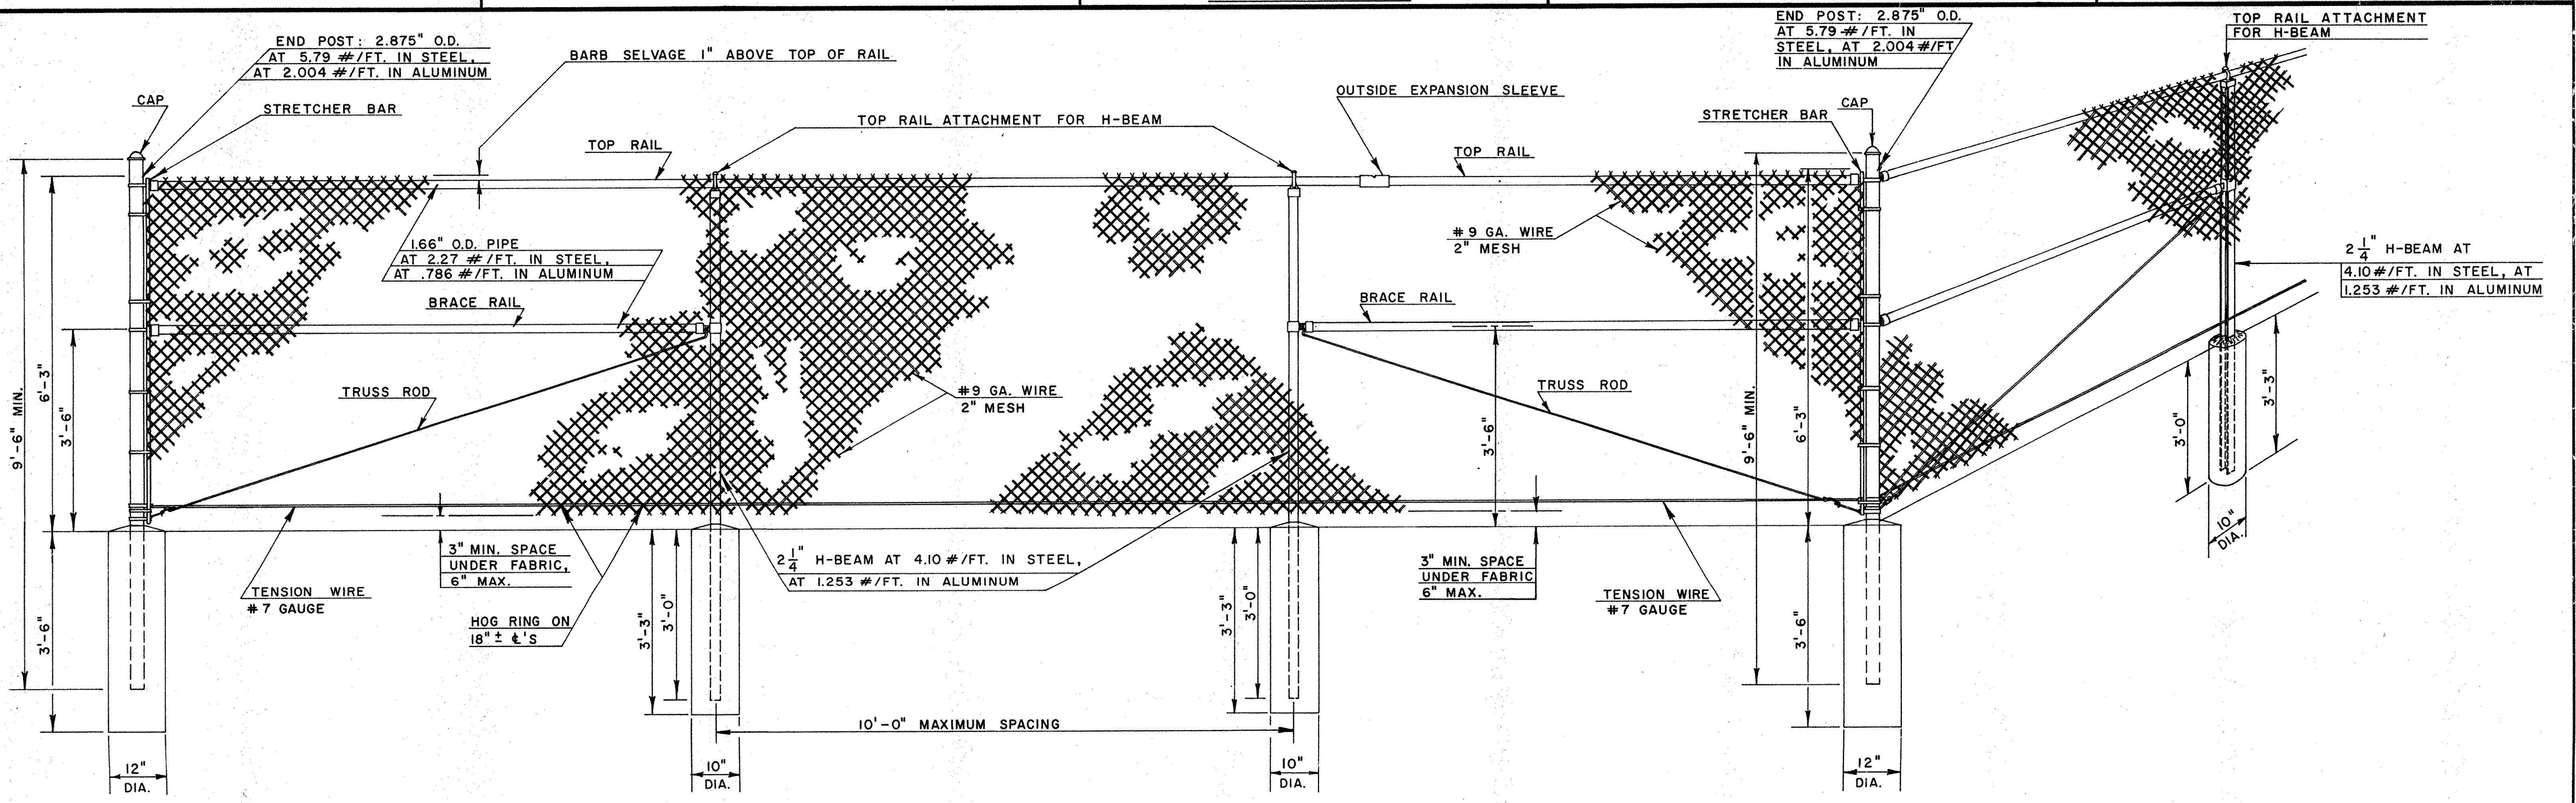 END POST: 2.875" O.D.
AT 5.79 #/FT. IN STEEL,
AT 2.004 #/FT. IN ALUMINUM
BARB SELVAGE 1" ABOVE TOP OF RAIL
CAP
STRETCHER BAR
TOP RAIL
TOP RAIL ATTACHMENT FOR H-BEAM
OUTSIDE EXPANSION SLEEVE
TOP RAIL
STRETCHER BAR
CAP
END POST: 2.875" O.D.
AT 5.79 #/FT. IN
STEEL, AT 2.004 #/FT
IN ALUMINUM
TOP RAIL ATTACHMENT
FOR H-BEAM
1.66" O.D. PIPE
AT 2.27 #/FT. IN STEEL,
AT .786 #/FT. IN ALUMINUM
BRACE RAIL
#9 GA. WIRE
2" MESH
BRACE RAIL
2 1/4" H-BEAM AT
4.10 #/FT. IN STEEL, AT
1.253 #/FT. IN ALUMINUM
9'-6" MIN.
6'-3"
3'-6"
TRUSS ROD
#9 GA. WIRE
2" MESH
3'-6"
TRUSS ROD
9'-6" MIN.
6'-3"
3'-0"
3'-3"
10"
DIA.
3'-6"
TENSION WIRE
#7 GAUGE
3" MIN. SPACE
UNDER FABRIC,
6" MAX.
HOG RING ON
18" ± ℄'S
3'-3"
3'-0"
2 1/4" H-BEAM AT 4.10 #/FT. IN STEEL,
AT 1.253 #/FT. IN ALUMINUM
3'-3"
3'-0"
3" MIN. SPACE
UNDER FABRIC
6" MAX.
TENSION WIRE
#7 GAUGE
3'-6"
10'-0" MAXIMUM SPACING
12"
DIA.
10"
DIA.
10"
DIA.
12"
DIA.